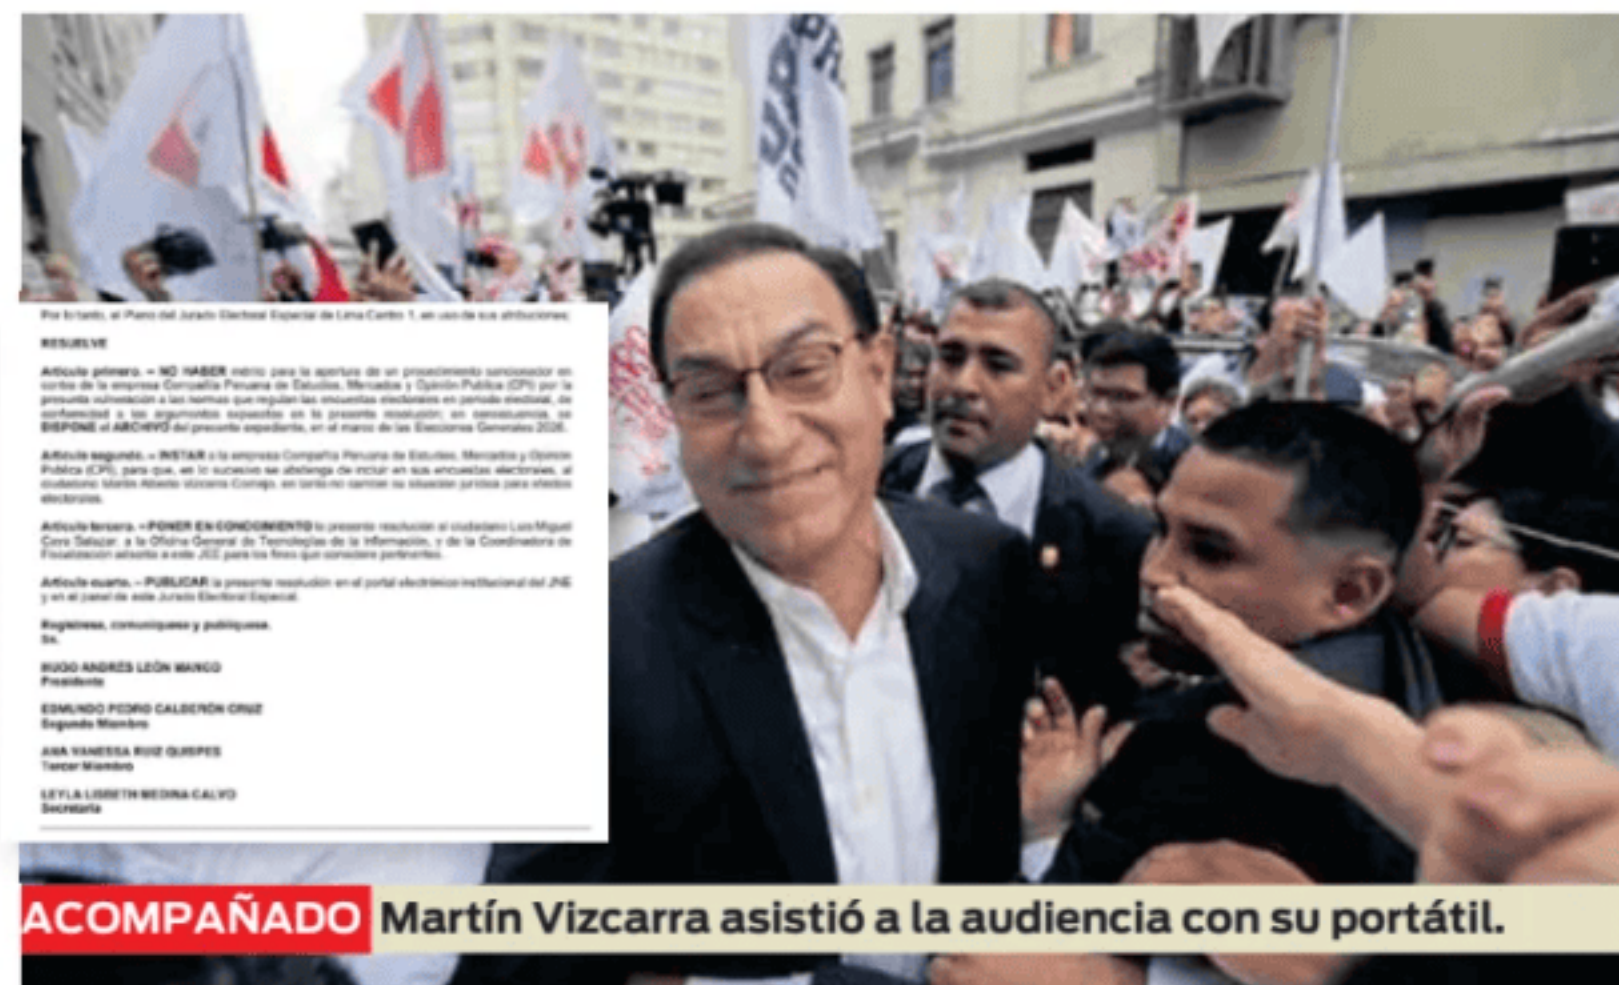 Por lo tanto, el Pleno del Jurado Electoral Especial de Lima Centro 1, en uso de sus atribuciones;
RESUELVE
Artículo primero. – NO HABER mérito para la apertura de un procedimiento sancionador en
contra de la empresa Compañía Peruana de Estudios, Mercados y Opinión Publica (CPI) por la
presunta vulneración a las normas que regulan las encuestas electorales en periodo electoral, de
conformidad a los argumentos expuestos en la presente resolución; en consecuencia, se
DISPONE el ARCHIVO del presente expediente, en el marco de las Elecciones Generales 2026.
Artículo segundo. – INSTAR a la empresa Compañía Peruana de Estudios, Mercados y Opinión
Publica (CPI), para que, en lo sucesivo se abstenga de incluir en sus encuestas electorales, al
ciudadano Martín Alberto Vizcarra Cornejo, en tanto no cambie su situación jurídica para efectos
electorales.
Artículo tercero. – PONER EN CONOCIMIENTO la presente resolución al ciudadano Luis Miguel
Salazar, a la Oficina General de Tecnologías de la Información, y de la Coordinadora de
Fiscalización adscrita a este JEE para los fines que considere pertinentes.
Artículo cuarto. – PUBLICAR la presente resolución en el portal electrónico institucional del JNE
y en el panel de este Jurado Electoral Especial.
Regístrese, comuníquese y publíquese.
Ss.
HUGO ANDRÉS LEÓN MANCO
Presidente
EDMUNDO PEDRO CALDERÓN CRUZ
Segundo Miembro
ANA VANESSA RUIZ QUISPES
Tercer Miembro
LEYLA LISBETH MEDINA CALVO
Secretaria
ACOMPAÑADO Martín Vizcarra asistió a la audiencia con su portátil.